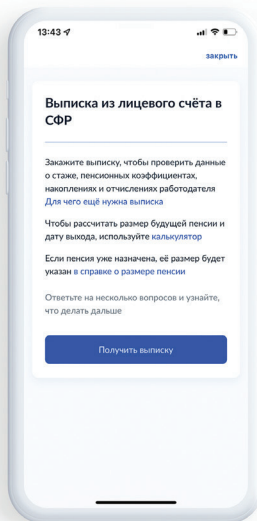 13:43
закрыть
Выписка из лицевого счёта в
СФР
Закажите выписку, чтобы проверить данные
о стаже, пенсионных коэффициентах,
накоплениях и отчислениях работодателя
Для чего ещё нужна выписка
Чтобы рассчитать размер будущей пенсии и
дату выхода, используйте калькулятор
Если пенсия уже назначена, её размер будет
указан в справке о размере пенсии
Ответьте на несколько вопросов и узнайте,
что делать дальше
Получить выписку